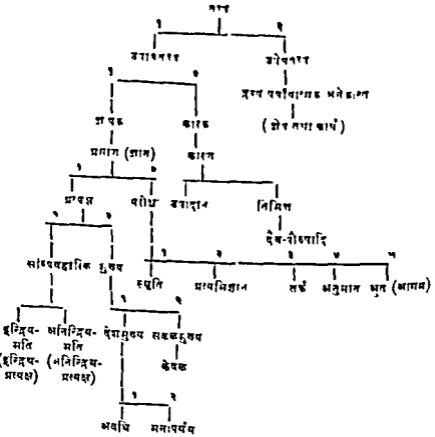 तत्त्व
१ २
उपायतत्त्व उपेयतत्त्व
१ २ द्रव्य पर्यायात्मक अनेकान्त
(ज्ञेय तथा कार्य)
ज्ञापक कारक
प्रमाण (ज्ञान) कारण
१ २
प्रत्यक्ष परोक्ष उपादान निमित्त
दैव-पौरुषादि
१ २ १ २ ३ ४ ५
सांव्यवहारिक मुख्य स्मृति प्रत्यभिज्ञान तर्क अनुमान श्रुत (आगम)
१ २
इन्द्रिय- अनिन्द्रिय- देशमुख्य सकलमुख्य
मति मति
(इन्द्रिय- (अनिन्द्रिय- केवल
प्रत्यक्ष) प्रत्यक्ष)
१ २
अवधि मनःपर्यय